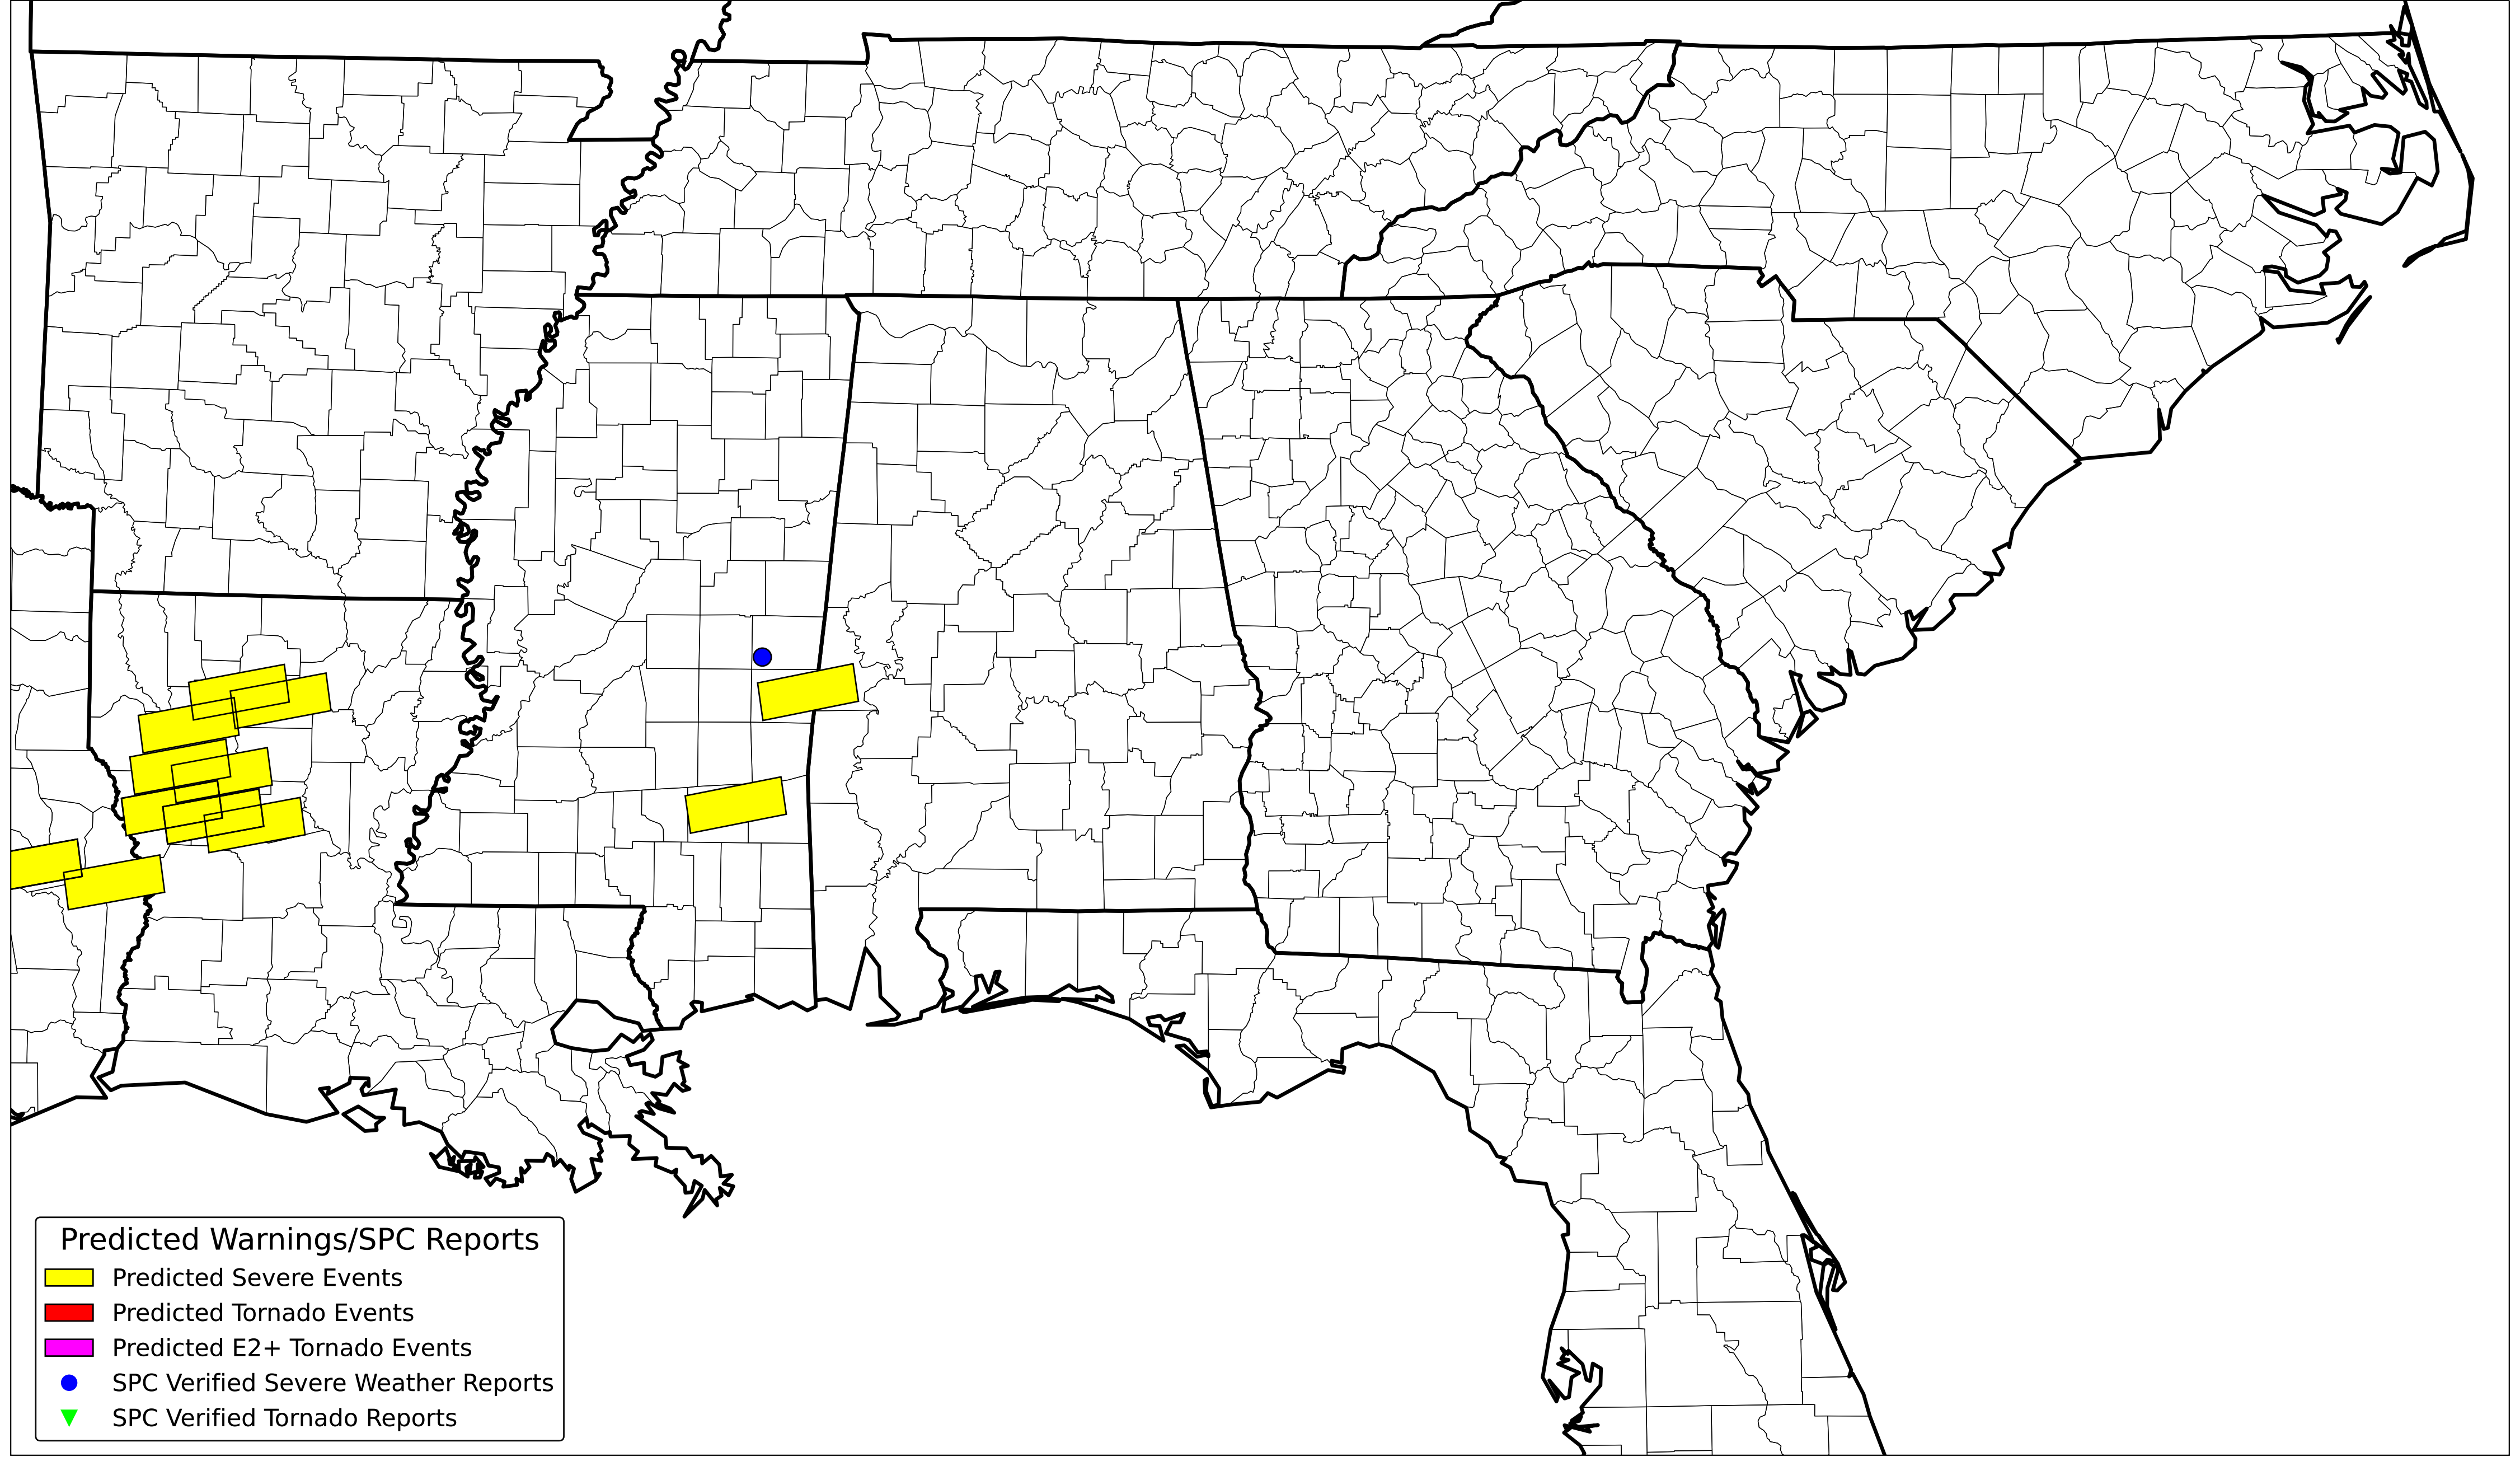 Predicted Warnings/SPC Reports
Predicted Severe Events
Predicted Tornado Events
Predicted E2+ Tornado Events
SPC Verified Severe Weather Reports
SPC Verified Tornado Reports